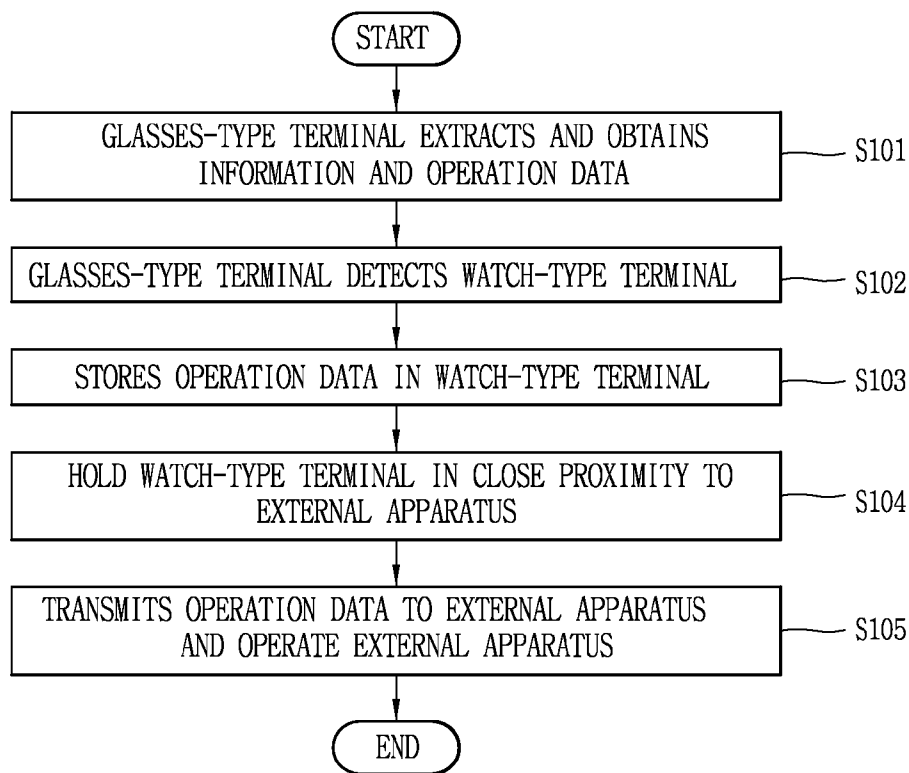 START
GLASSES-TYPE TERMINAL EXTRACTS AND OBTAINS
INFORMATION AND OPERATION DATA
S101
GLASSES-TYPE TERMINAL DETECTS WATCH-TYPE TERMINAL
S102
STORES OPERATION DATA IN WATCH-TYPE TERMINAL
S103
HOLD WATCH-TYPE TERMINAL IN CLOSE PROXIMITY TO
EXTERNAL APPARATUS
S104
TRANSMITS OPERATION DATA TO EXTERNAL APPARATUS
AND OPERATE EXTERNAL APPARATUS
S105
END